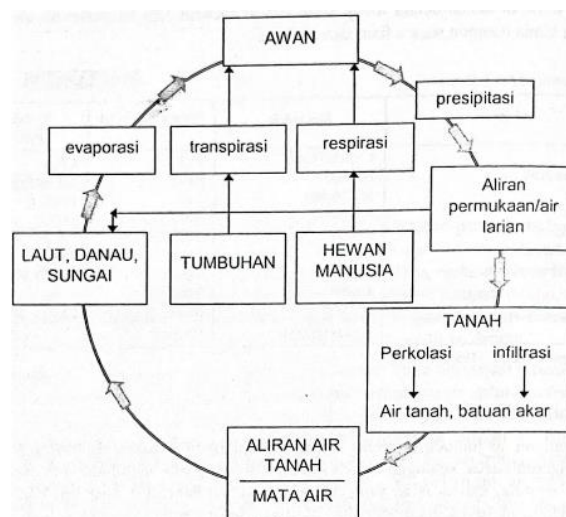 AWAN
presipitasi
evaporasi
transpirasi
respirasi
Aliran
permukaan/air
larian
LAUT, DANAU,
SUNGAI
TUMBUHAN
HEWAN
MANUSIA
TANAH
Perkolasi infiltrasi
Air tanah, batuan akar
ALIRAN AIR
TANAH
MATA AIR